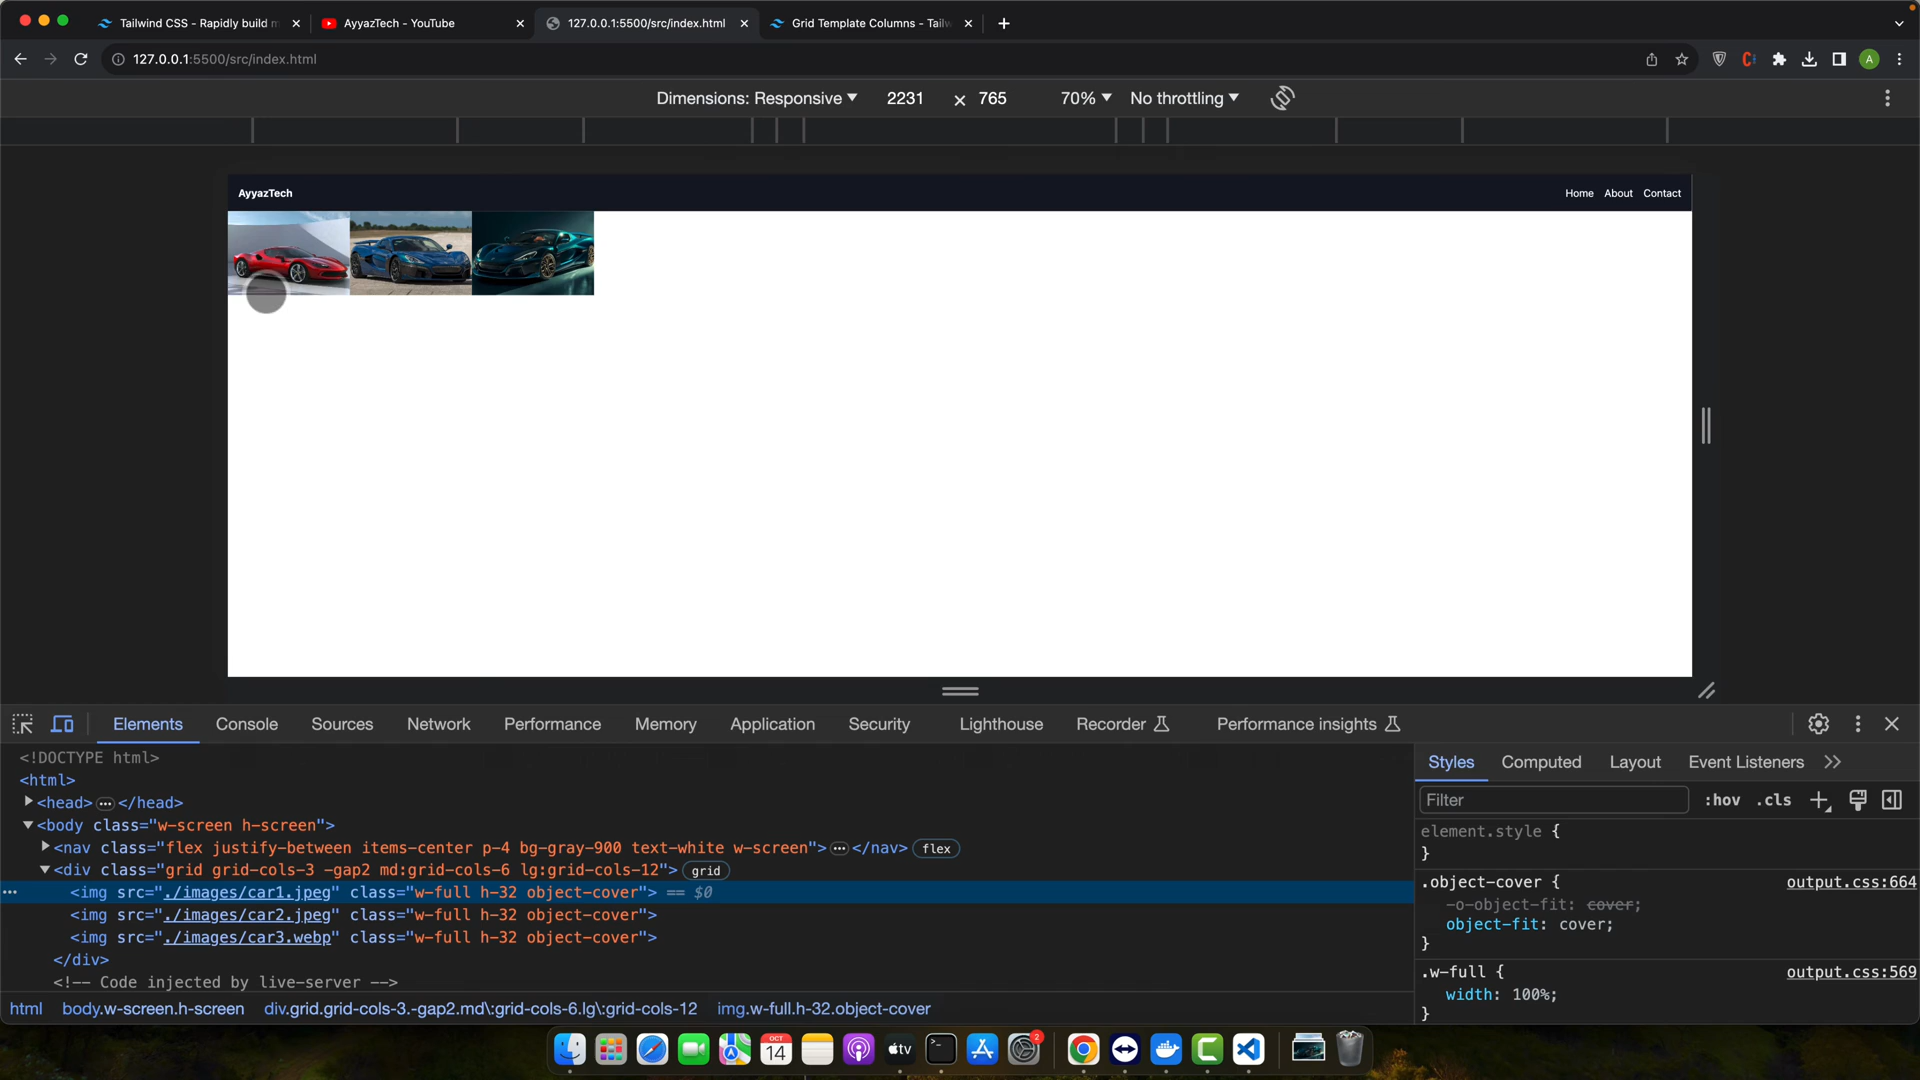 Tailwind CSS - Rapidly build m
AyyazTech - YouTube
127.0.0.1:5500/src/index.html
Grid Template Columns - Tailw
127.0.0.1:5500/src/index.html
A
Dimensions: Responsive
2231
765
70%
No throttling
AyyazTech
Home
About
Contact
Elements
Console
Sources
Network
Performance
Memory
Application
Security
Lighthouse
Recorder
Performance insights
<!DOCTYPE html>
<html>
<head> ••• </head>
<body class="w-screen h-screen">
<nav class="flex justify-between items-center p-4 bg-gray-900 text-white w-screen"> ••• </nav> flex
<div class="grid grid-cols-3 -gap2 md:grid-cols-6 lg:grid-cols-12"> grid
••• <img src="./images/car1.jpeg" class="w-full h-32 object-cover"> == $0
<img src="./images/car2.jpeg" class="w-full h-32 object-cover">
<img src="./images/car3.webp" class="w-full h-32 object-cover">
</div>
<!-- Code injected by live-server -->
html
body.w-screen.h-screen
div.grid.grid-cols-3.-gap2.md\:grid-cols-6.lg\:grid-cols-12
img.w-full.h-32.object-cover
Styles
Computed
Layout
Event Listeners
Filter
:hov
.cls
element.style {
}
.object-cover {
output.css:664
-o-object-fit: cover;
object-fit: cover;
}
.w-full {
output.css:569
width: 100%;
}
OCT
14
tv
2